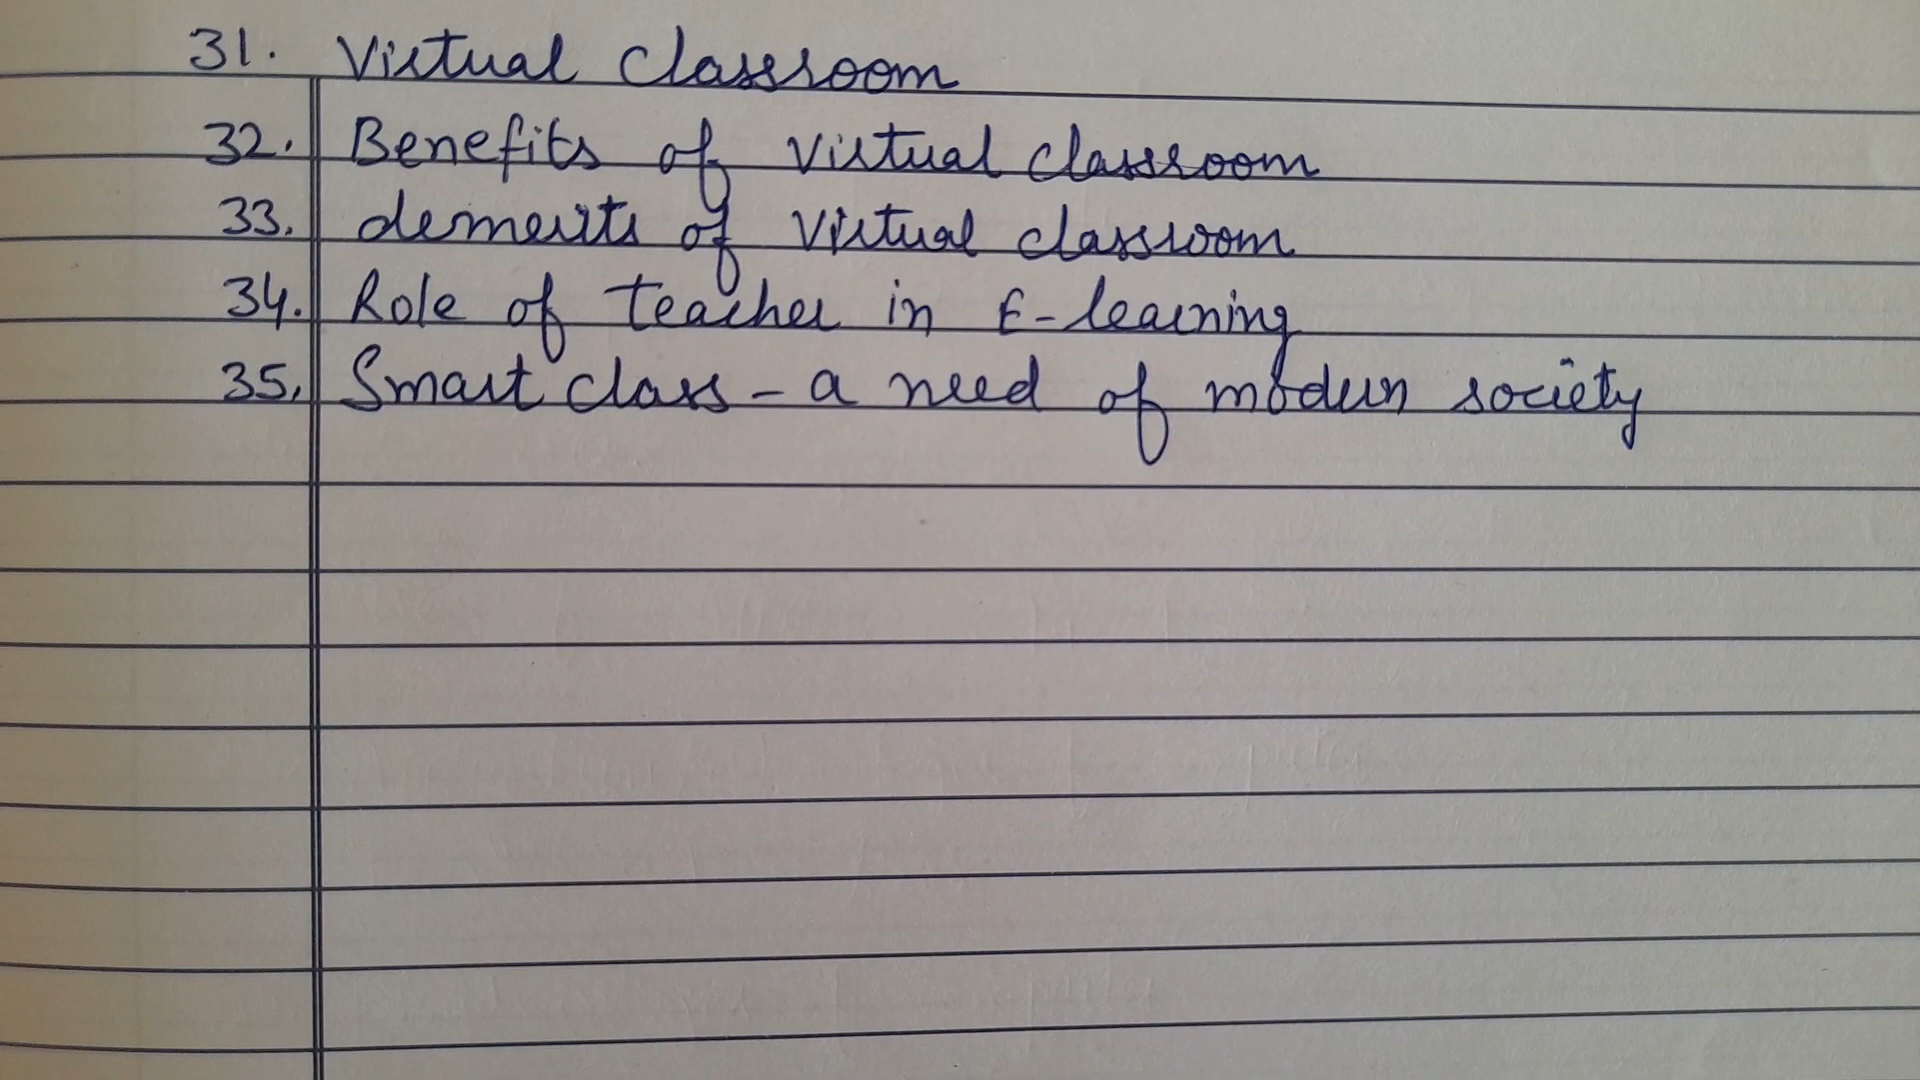 31. Virtual Classroom
32. Benefits of virtual classroom
33. demerits of virtual classroom
34. Role of teacher in E-learning
35. Smart class - a need of modern society